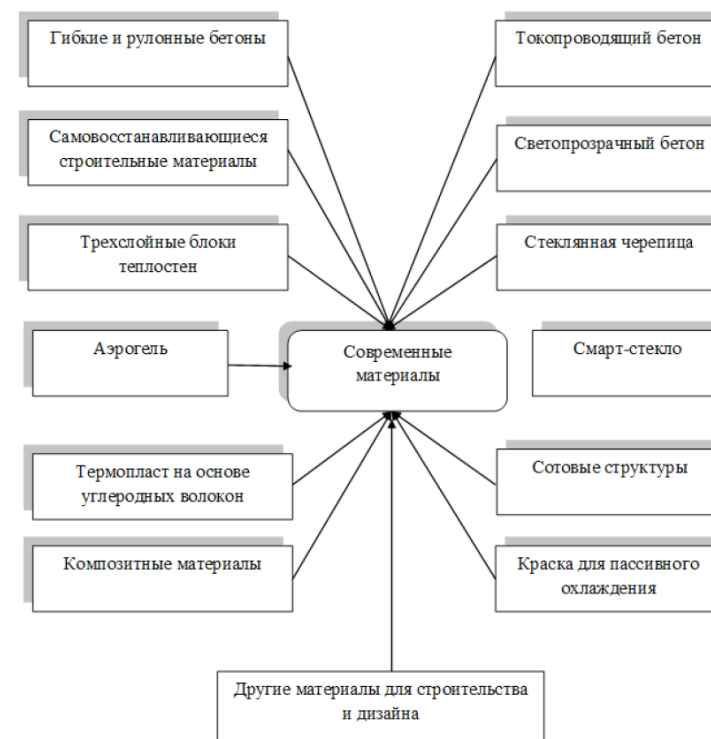 Гибкие и рулонные бетоны
Токопроводящий бетон
Самовосстанавливающиеся
строительные материалы
Светопрозрачный бетон
Трехслойные блоки
теплостен
Стеклянная черепица
Аэрогель
Современные
материалы
Смарт-стекло
Термопласт на основе
углеродных волокон
Сотовые структуры
Композитные материалы
Краска для пассивного
охлаждения
Другие материалы для строительства
и дизайна